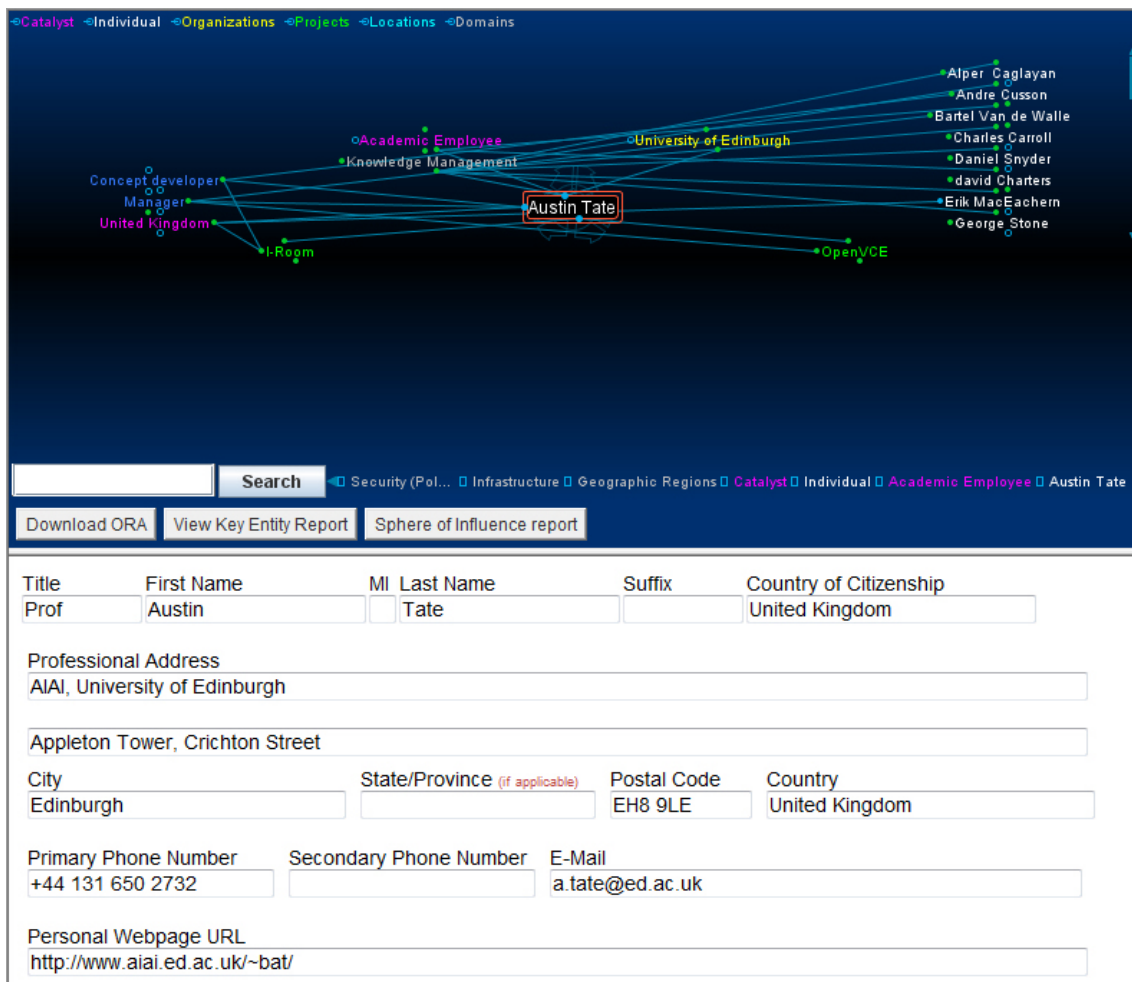 Catalyst Individual Organizations Projects Locations Domains
Alper Caglayan
Andre Cusson
Bartel Van de Walle
Academic Employee University of Edinburgh Charles Carroll
Knowledge Management Daniel Snyder
Concept developer david Charters
Manager Austin Tate Erik MacEachern
United Kingdom George Stone
I-Room OpenVCE
Search Security (Pol... Infrastructure Geographic Regions Catalyst Individual Academic Employee Austin Tate
Download ORA View Key Entity Report Sphere of Influence report
Title First Name MI Last Name Suffix Country of Citizenship
Prof Austin Tate United Kingdom
Professional Address
AIAI, University of Edinburgh
Appleton Tower, Crichton Street
City State/Province (if applicable) Postal Code Country
Edinburgh EH8 9LE United Kingdom
Primary Phone Number Secondary Phone Number E-Mail
+44 131 650 2732 a.tate@ed.ac.uk
Personal Webpage URL
http://www.aiai.ed.ac.uk/~bat/